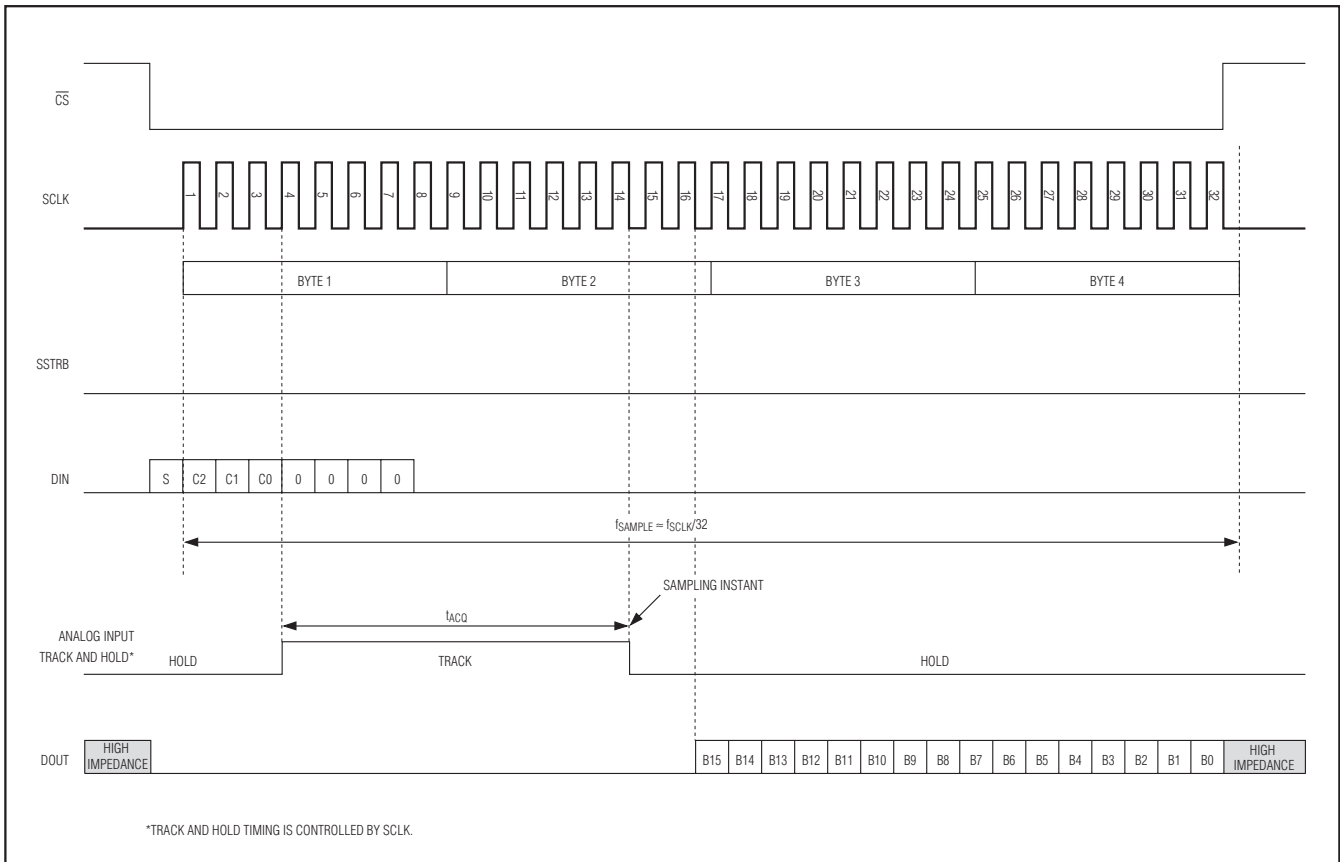 CS
SCLK
1 2 3 4 5 6 7 8 9 10 11 12 13 14 15 16 17 18 19 20 21 22 23 24 25 26 27 28 29 30 31 32
BYTE 1 BYTE 2 BYTE 3 BYTE 4
SSTRB
DIN S C2 C1 C0 0 0 0 0
fSAMPLE ≈ fSCLK/32
SAMPLING INSTANT
tACQ
ANALOG INPUT
TRACK AND HOLD*
HOLD TRACK HOLD
DOUT
HIGH
IMPEDANCE
B15 B14 B13 B12 B11 B10 B9 B8 B7 B6 B5 B4 B3 B2 B1 B0
HIGH
IMPEDANCE
*TRACK AND HOLD TIMING IS CONTROLLED BY SCLK.